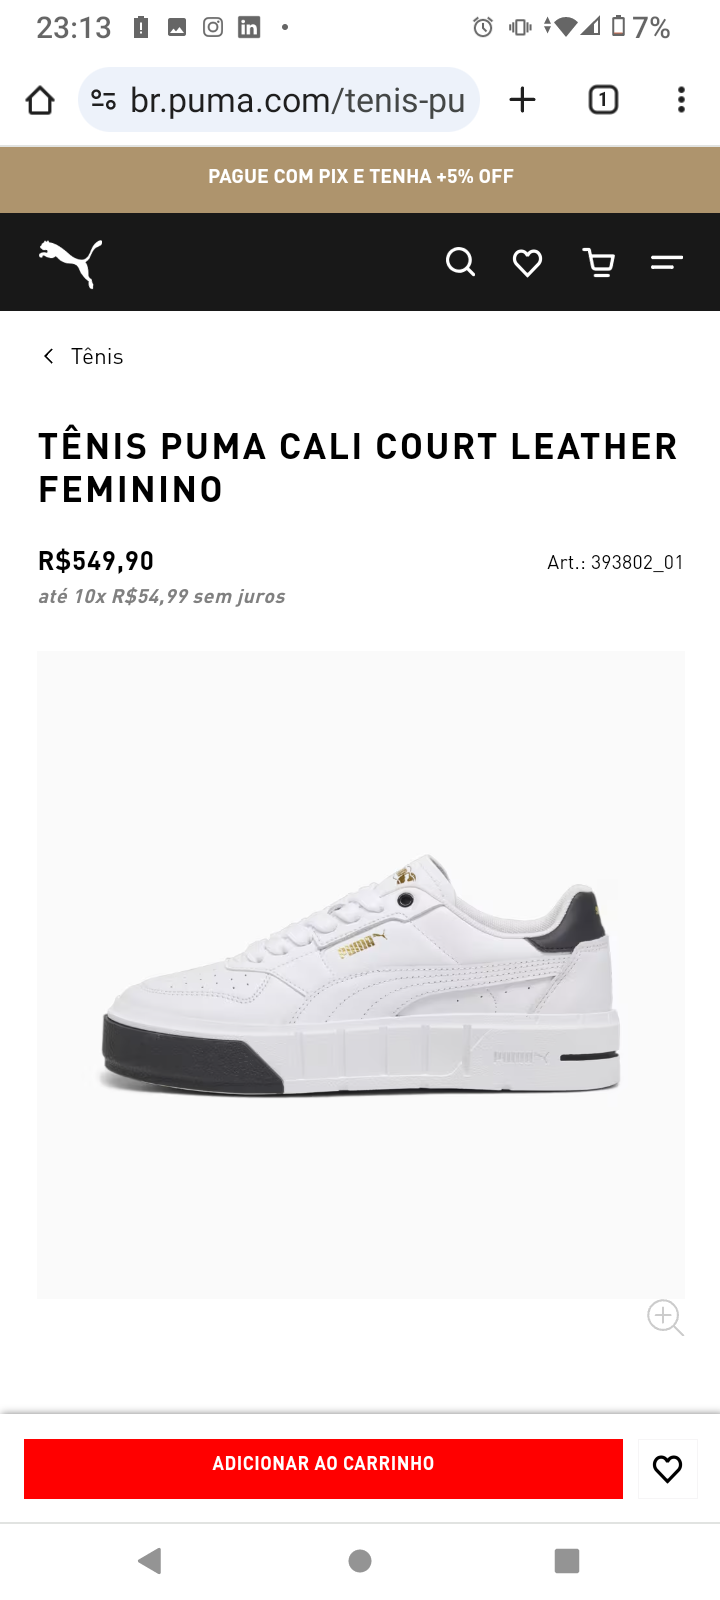 23:13
7%
1
br.puma.com/tenis-pu
PAGUE COM PIX E TENHA +5% OFF
Tênis
TÊNIS PUMA CALI COURT LEATHER
FEMININO
R$549,90
Art.: 393802_01
até 10x R$54,99 sem juros
PUMA
PUMA
ADICIONAR AO CARRINHO